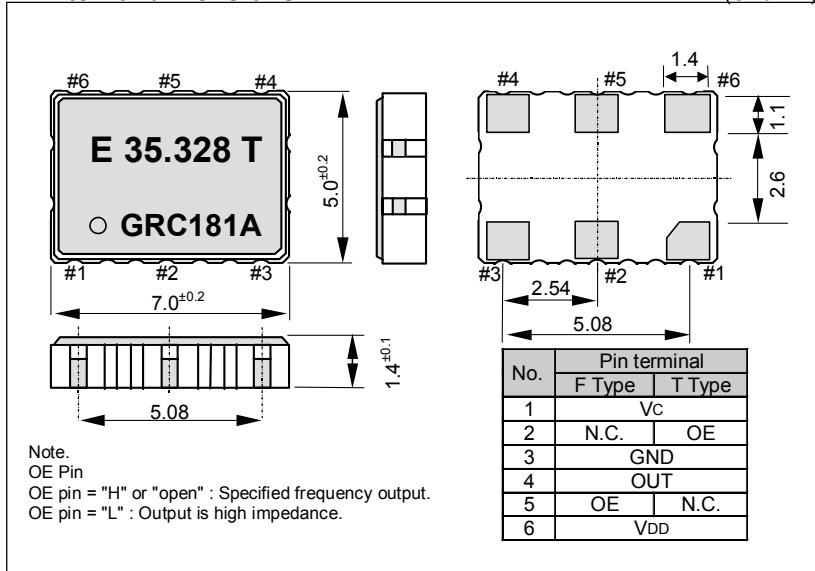 #6 #5 #4
E 35.328 T
GRC181A
#1 #2 #3
7.0±0.2
5.0±0.2
1.4±0.1
5.08
#4 #5 #6
1.4
1.1
2.6
#3 #2 #1
2.54
5.08
No. Pin terminal
F Type T Type
1 VC
2 N.C. OE
3 GND
4 OUT
5 OE N.C.
6 VDD
Note.
OE Pin
OE pin = "H" or "open" : Specified frequency output.
OE pin = "L" : Output is high impedance.